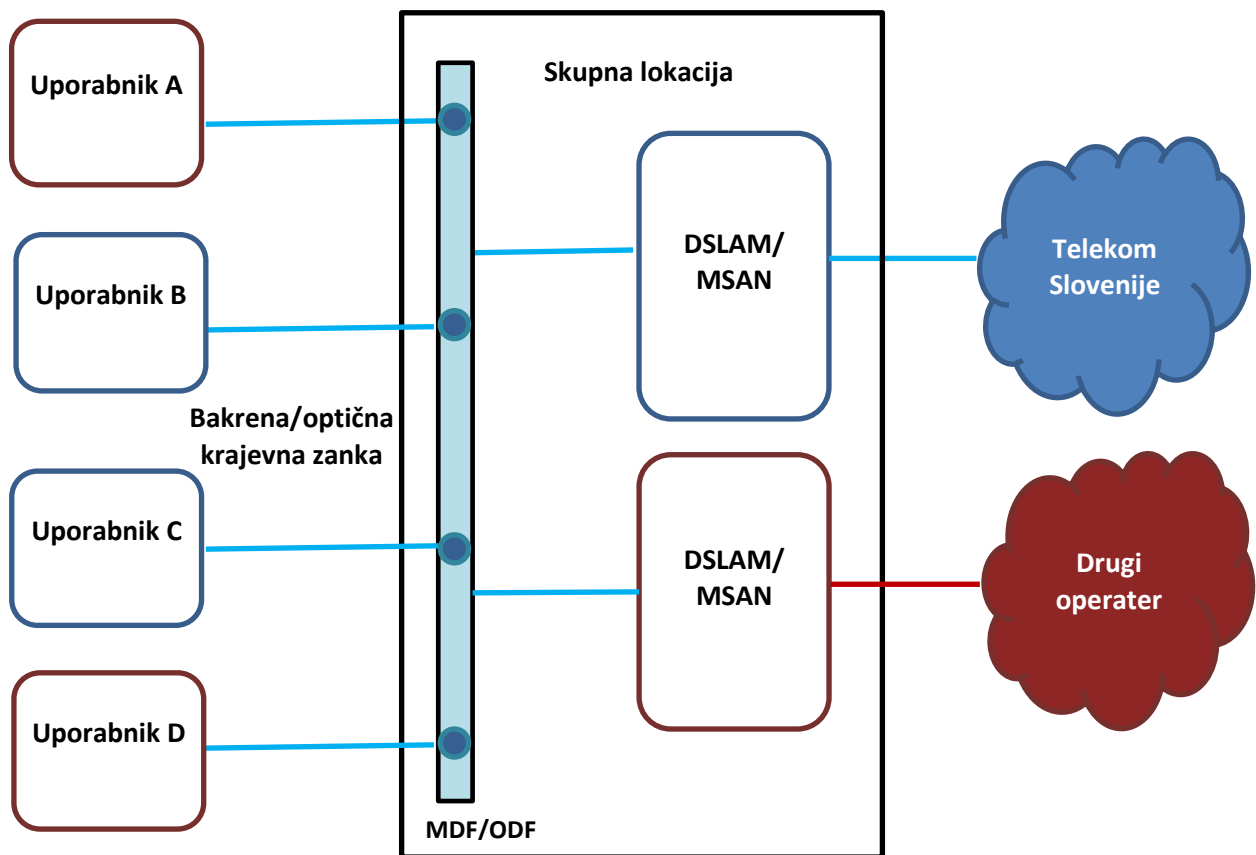 Uporabnik A
Uporabnik B
Bakrena/optična
krajevna zanka
Uporabnik C
Uporabnik D
Skupna lokacija
MDF/ODF
DSLAM/
MSAN
DSLAM/
MSAN
Telekom
Slovenije
Drugi
operater